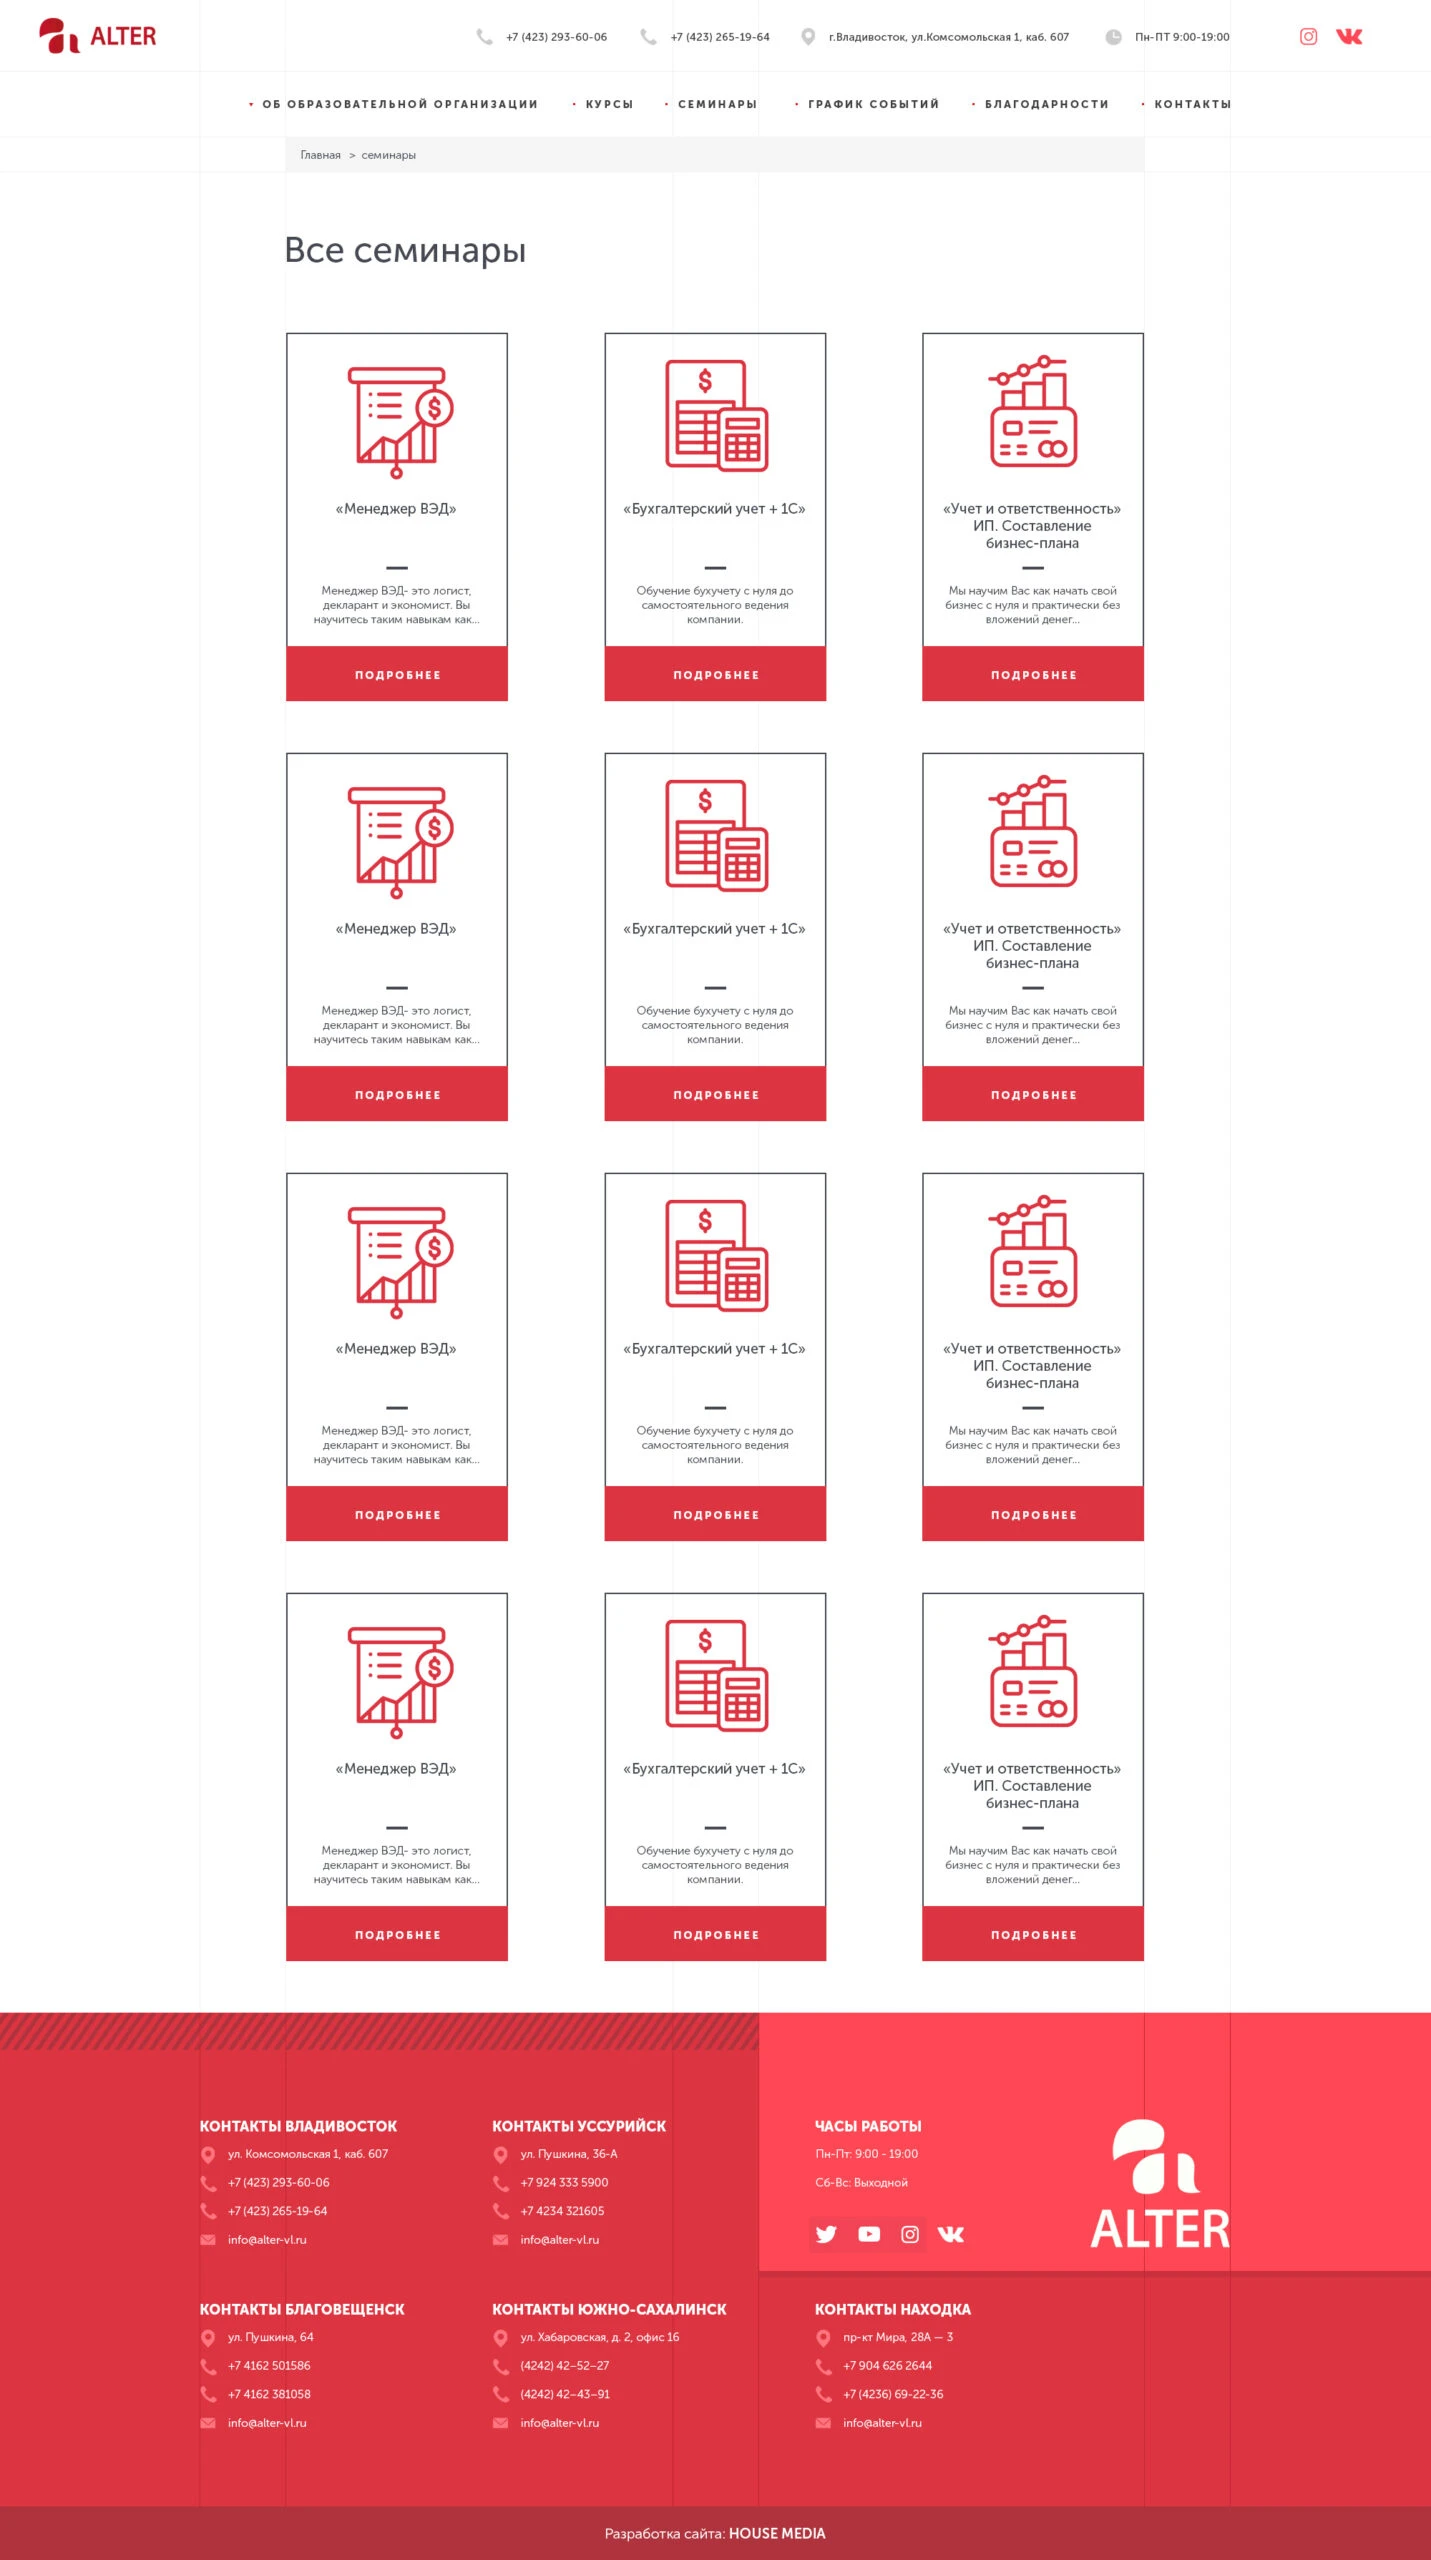 ALTER
+7 (423) 293-60-06
+7 (423) 265-19-64
г.Владивосток, ул.Комсомольская 1, каб. 607
Пн-ПТ 9:00-19:00
ОБ ОБРАЗОВАТЕЛЬНОЙ ОРГАНИЗАЦИИ
КУРСЫ
СЕМИНАРЫ
ГРАФИК СОБЫТИЙ
БЛАГОДАРНОСТИ
КОНТАКТЫ
Главная > семинары
Все семинары
«Менеджер ВЭД»
Менеджер ВЭД- это логист,
декларант и экономист. Вы
научитесь таким навыкам как...
ПОДРОБНЕЕ
«Бухгалтерский учет + 1С»
Обучение бухучету с нуля до
самостоятельного ведения
компании.
ПОДРОБНЕЕ
«Учет и ответственность»
ИП. Составление
бизнес-плана
Мы научим Вас как начать свой
бизнес с нуля и практически без
вложений денег...
ПОДРОБНЕЕ
«Менеджер ВЭД»
Менеджер ВЭД- это логист,
декларант и экономист. Вы
научитесь таким навыкам как...
ПОДРОБНЕЕ
«Бухгалтерский учет + 1С»
Обучение бухучету с нуля до
самостоятельного ведения
компании.
ПОДРОБНЕЕ
«Учет и ответственность»
ИП. Составление
бизнес-плана
Мы научим Вас как начать свой
бизнес с нуля и практически без
вложений денег...
ПОДРОБНЕЕ
«Менеджер ВЭД»
Менеджер ВЭД- это логист,
декларант и экономист. Вы
научитесь таким навыкам как...
ПОДРОБНЕЕ
«Бухгалтерский учет + 1С»
Обучение бухучету с нуля до
самостоятельного ведения
компании.
ПОДРОБНЕЕ
«Учет и ответственность»
ИП. Составление
бизнес-плана
Мы научим Вас как начать свой
бизнес с нуля и практически без
вложений денег...
ПОДРОБНЕЕ
«Менеджер ВЭД»
Менеджер ВЭД- это логист,
декларант и экономист. Вы
научитесь таким навыкам как...
ПОДРОБНЕЕ
«Бухгалтерский учет + 1С»
Обучение бухучету с нуля до
самостоятельного ведения
компании.
ПОДРОБНЕЕ
«Учет и ответственность»
ИП. Составление
бизнес-плана
Мы научим Вас как начать свой
бизнес с нуля и практически без
вложений денег...
ПОДРОБНЕЕ
КОНТАКТЫ ВЛАДИВОСТОК
ул. Комсомольская 1, каб. 607
+7 (423) 293-60-06
+7 (423) 265-19-64
info@alter-vl.ru
КОНТАКТЫ УССУРИЙСК
ул. Пушкина, 36-А
+7 924 333 5900
+7 4234 321605
info@alter-vl.ru
ЧАСЫ РАБОТЫ
Пн-Пт: 9:00 - 19:00
Сб-Вс: Выходной
ALTER
КОНТАКТЫ БЛАГОВЕЩЕНСК
ул. Пушкина, 64
+7 4162 501586
+7 4162 381058
info@alter-vl.ru
КОНТАКТЫ ЮЖНО-САХАЛИНСК
ул. Хабаровская, д. 2, офис 16
(4242) 42–52–27
(4242) 42–43–91
info@alter-vl.ru
КОНТАКТЫ НАХОДКА
пр-кт Мира, 28А — 3
+7 904 626 2644
+7 (4236) 69-22-36
info@alter-vl.ru
Разработка сайта: HOUSE MEDIA